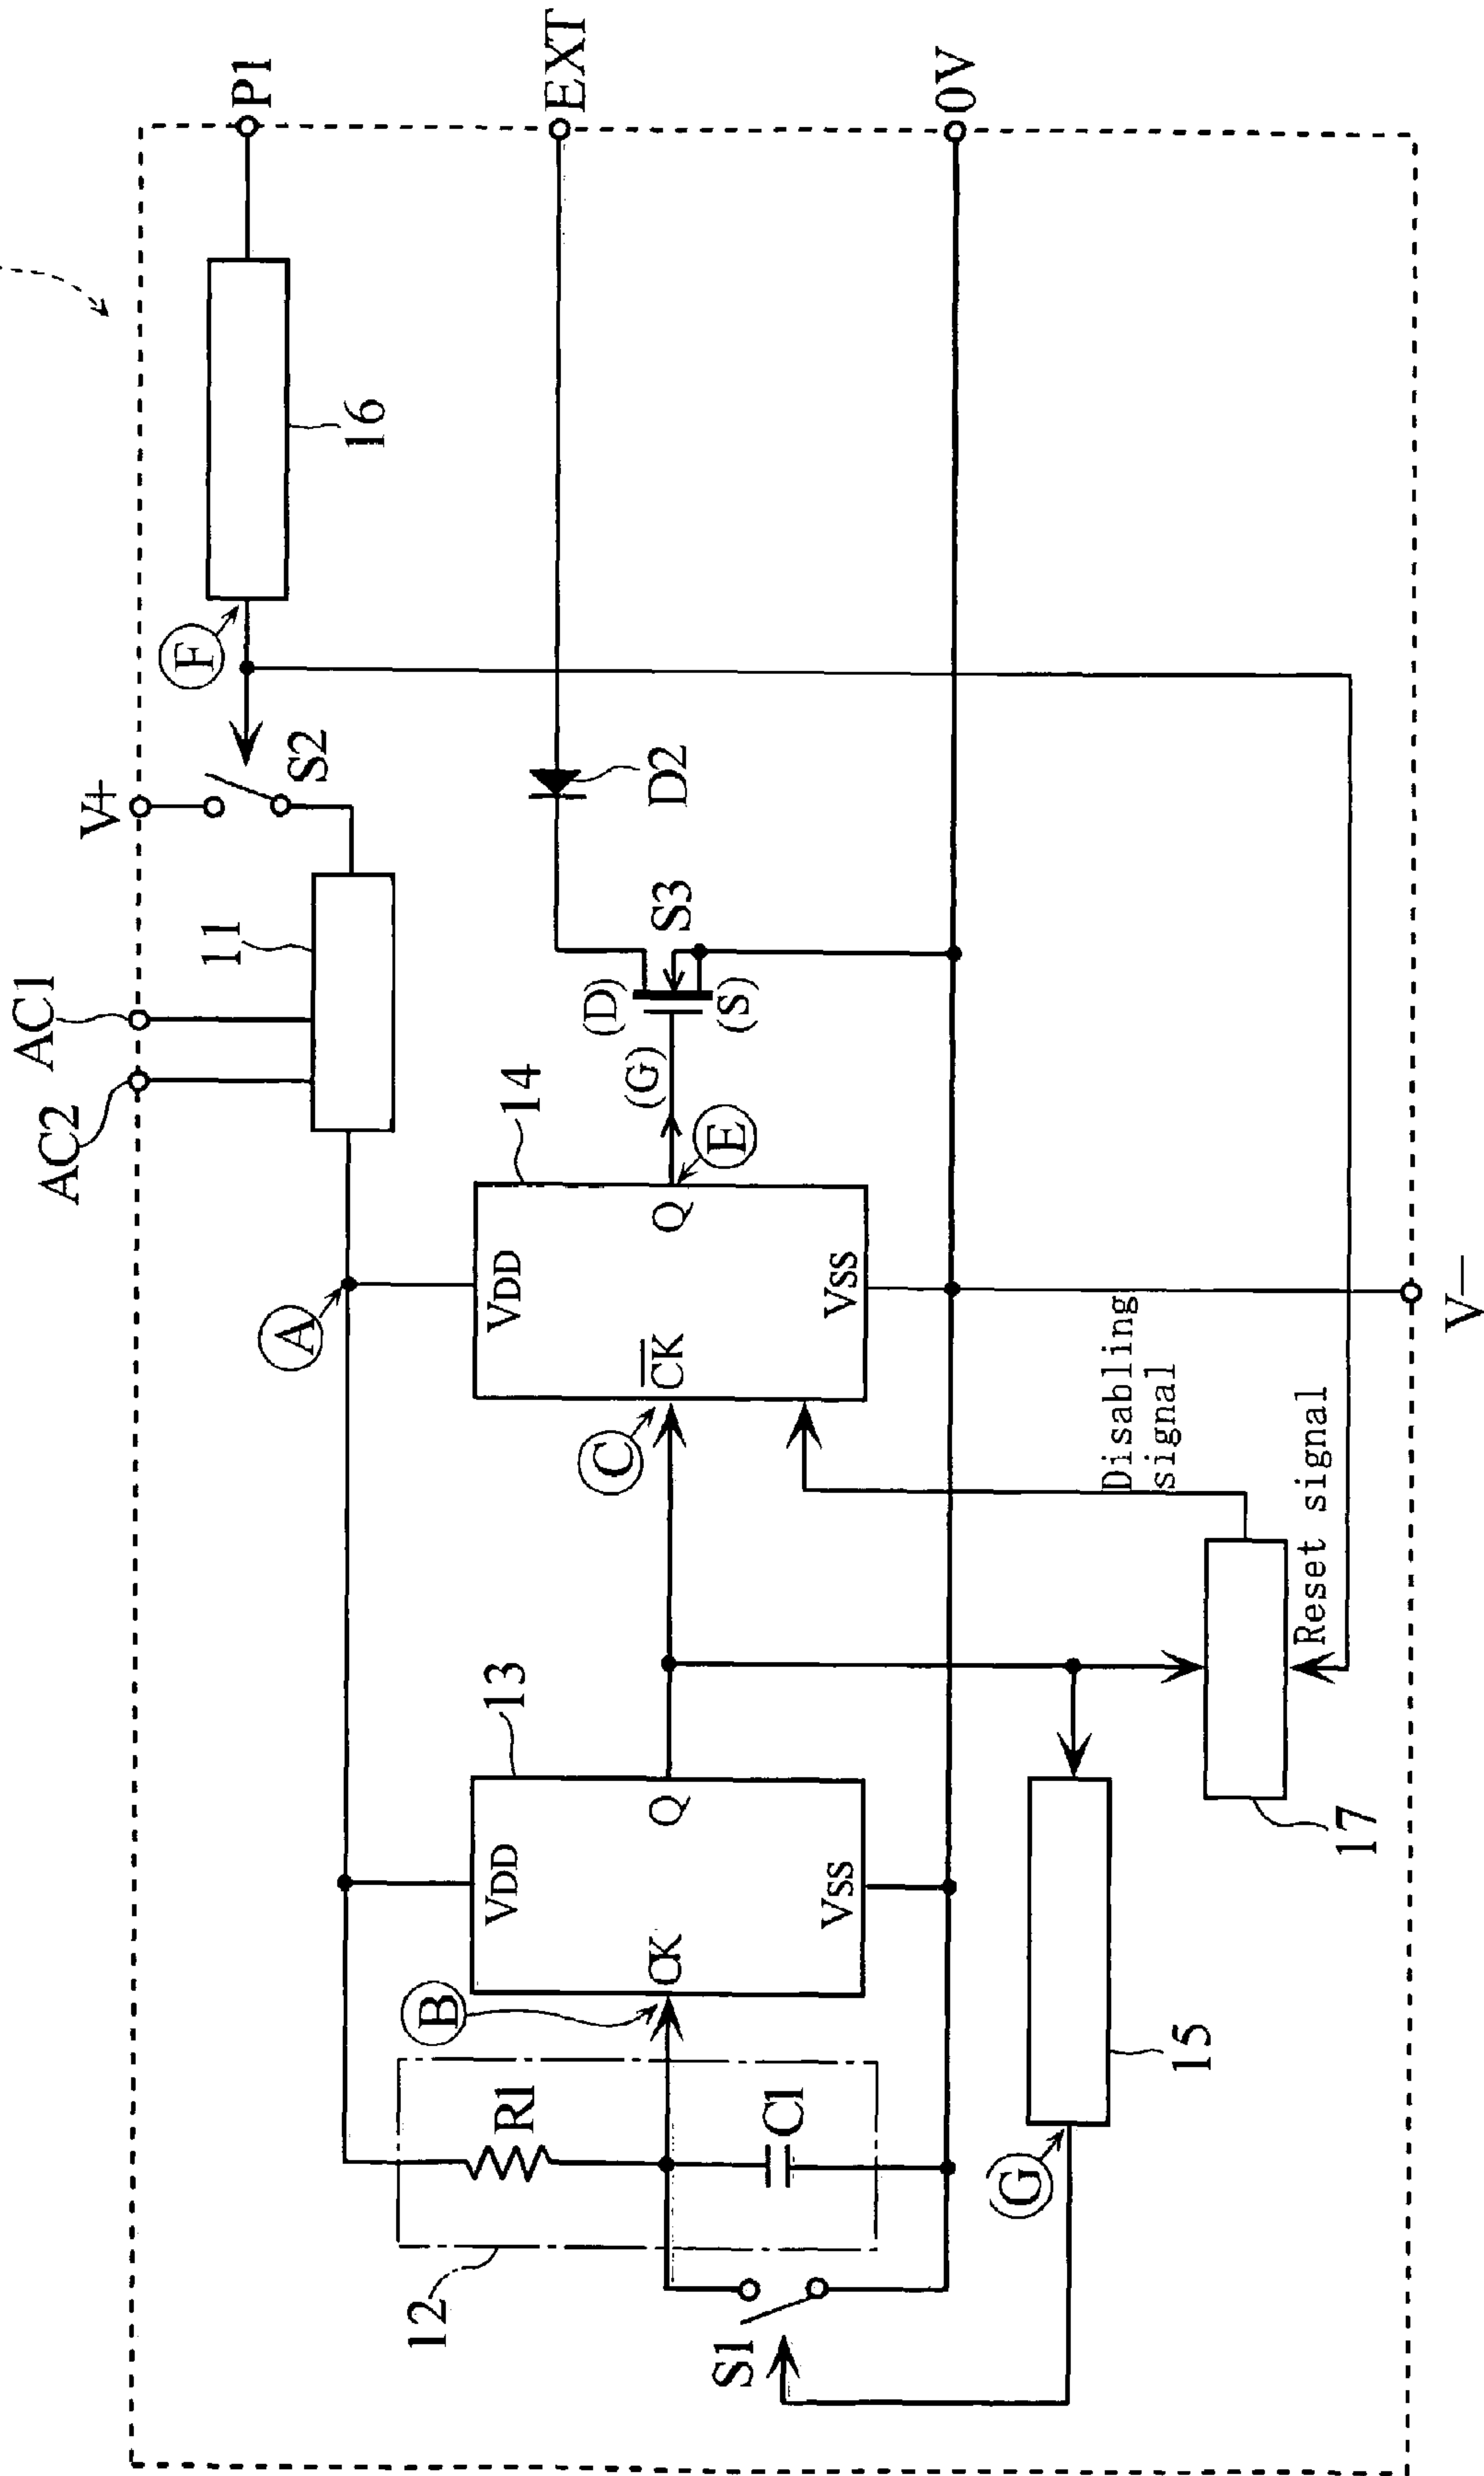 AC2
AC1
V+
P1
F
11
A
S2
16
12
B
13
14
EXT
R1
VDD
VDD
C
(D)
(G)
CK
Q
C̅K̅
Q
S3
D2
S1
C1
E
(S)
VSS
VSS
0V
G
15
Disabling
signal
17
Reset signal
V−